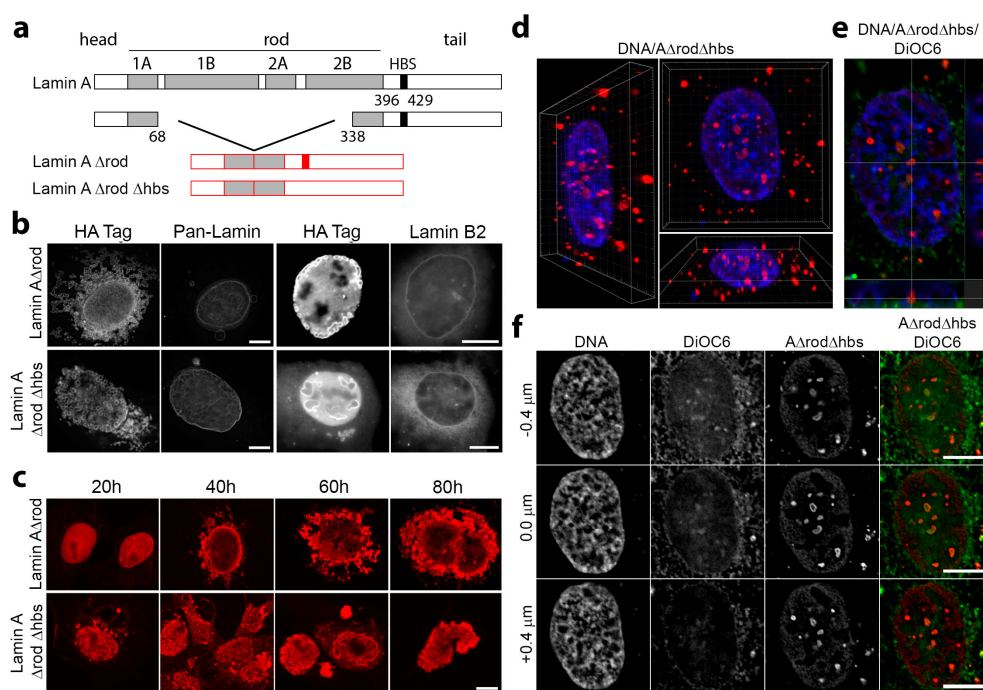 a
head rod tail
1A 1B 2A 2B HBS
Lamin A
396 429
68 338
Lamin A Δrod
Lamin A Δrod Δhbs
b
HA Tag Pan-Lamin HA Tag Lamin B2
Lamin AΔrod
Lamin A
Δrod Δhbs
c
20h 40h 60h 80h
Lamin AΔrod
Lamin A
Δrod Δhbs
d
DNA/AΔrodΔhbs
e
DNA/AΔrodΔhbs/
DiOC6
f
DNA DiOC6 AΔrodΔhbs AΔrodΔhbs
DiOC6
-0.4 μm
0.0 μm
+0.4 μm